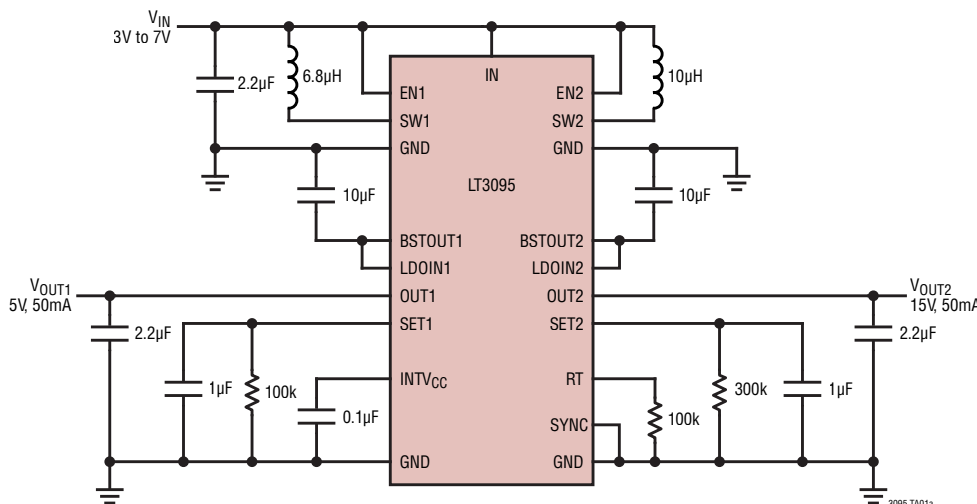 VIN
3V to 7V
2.2µF
6.8µH
IN
10µH
EN1
EN2
SW1
SW2
GND
GND
LT3095
10µF
10µF
BSTOUT1
BSTOUT2
LDOIN1
LDOIN2
VOUT1
5V, 50mA
OUT1
OUT2
VOUT2
15V, 50mA
2.2µF
SET1
SET2
2.2µF
1µF
100k
INTVCC
RT
300k
1µF
0.1µF
100k
SYNC
GND
GND
3095 TA01a